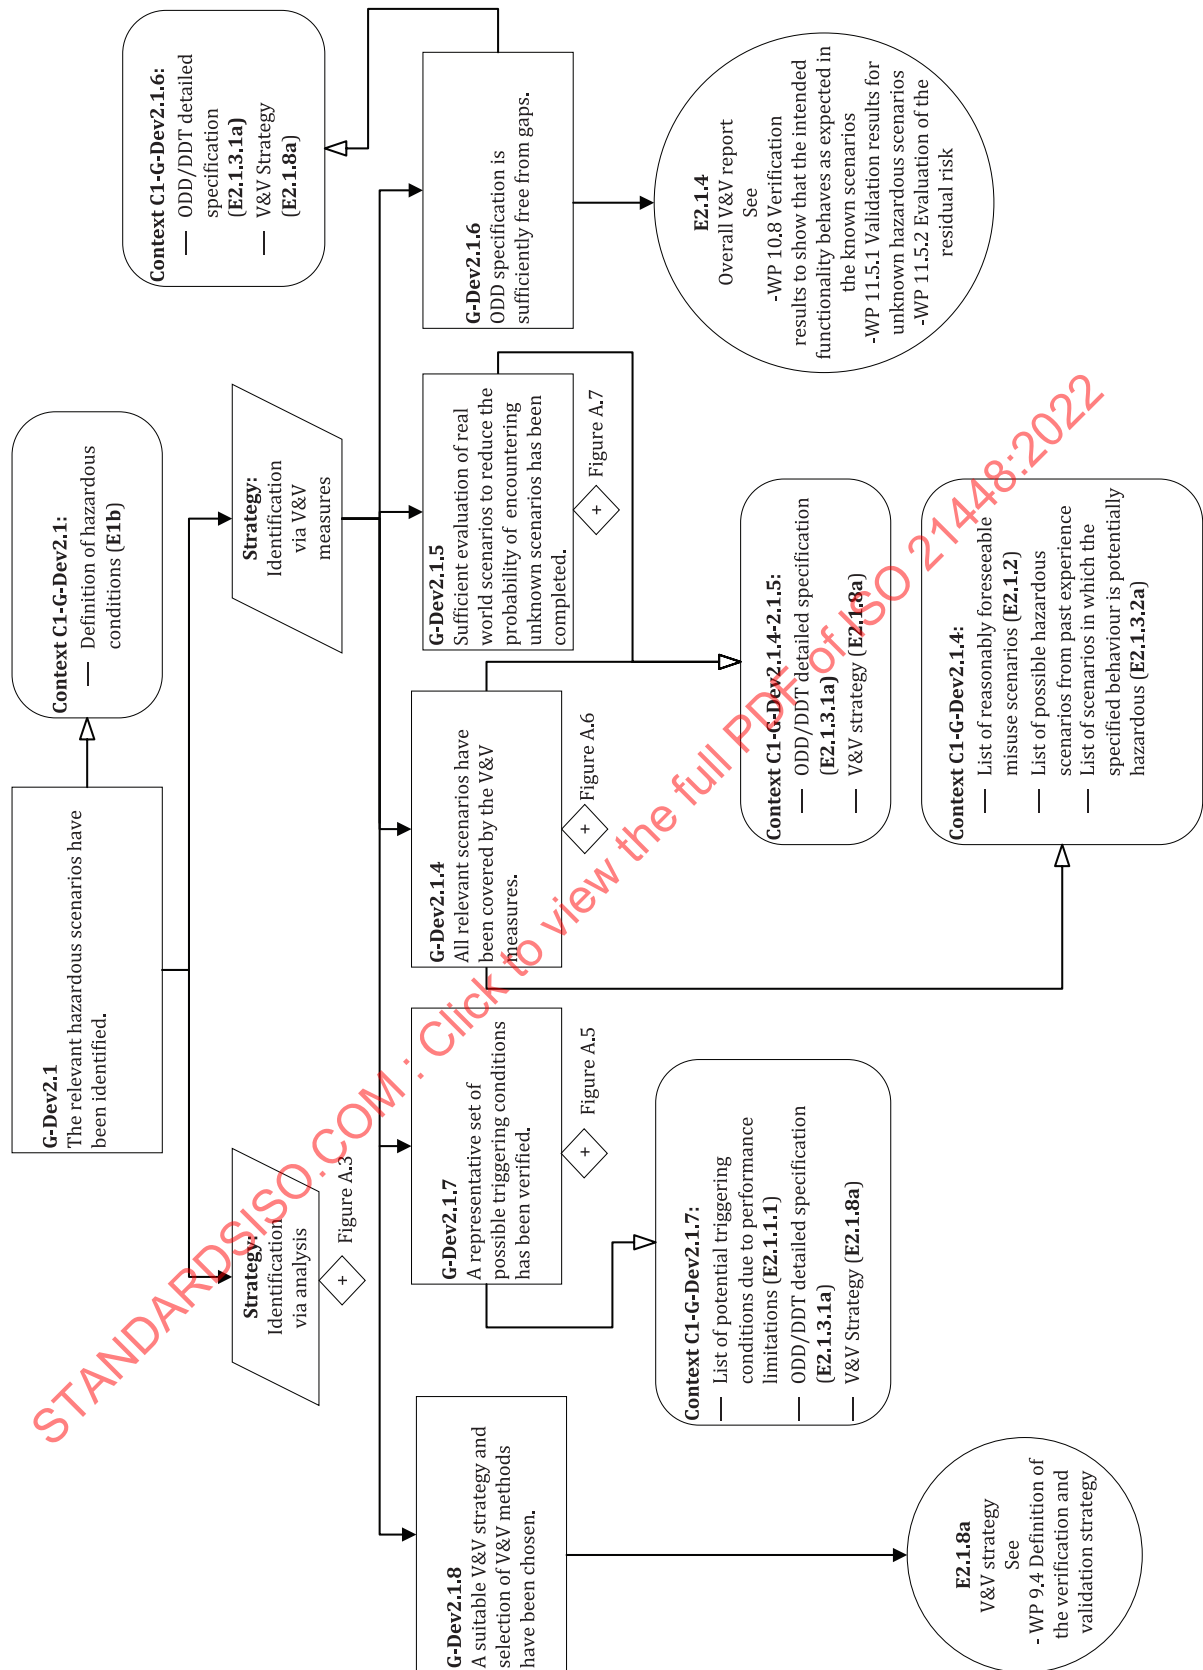 G-Dev2.1
The relevant hazardous scenarios have
been identified.
Context C1-G-Dev2.1:
— Definition of hazardous
conditions (E1b)
Strategy:
Identification
via analysis
+
Figure A.3
Strategy:
Identification
via V&V
measures
Context C1-G-Dev2.1.6:
— ODD/DDT detailed
specification
(E2.1.3.1a)
— V&V Strategy
(E2.1.8a)
G-Dev2.1.8
A suitable V&V strategy and
selection of V&V methods
have been chosen.
G-Dev2.1.7
A representative set of
possible triggering conditions
has been verified.
+
Figure A.5
G-Dev2.1.4
All relevant scenarios have
been covered by the V&V
measures.
+
Figure A.6
G-Dev2.1.5
Sufficient evaluation of real
world scenarios to reduce the
probability of encountering
unknown scenarios has been
completed.
+
Figure A.7
G-Dev2.1.6
ODD specification is
sufficiently free from gaps.
E2.1.8a
V&V strategy
See
- WP 9.4 Definition of
the verification and
validation strategy
Context C1-G-Dev2.1.7:
— List of potential triggering
conditions due to performance
limitations (E2.1.1.1)
— ODD/DDT detailed specification
(E2.1.3.1a)
— V&V Strategy (E2.1.8a)
Context C1-G-Dev2.1.4-2.1.5:
— ODD/DDT detailed specification
(E2.1.3.1a)
— V&V strategy (E2.1.8a)
Context C1-G-Dev2.1.4:
— List of reasonably foreseeable
misuse scenarios (E2.1.2)
— List of possible hazardous
scenarios from past experience
— List of scenarios in which the
specified behaviour is potentially
hazardous (E2.1.3.2a)
E2.1.4
Overall V&V report
See
-WP 10.8 Verification
results to show that the intended
functionality behaves as expected in
the known scenarios
-WP 11.5.1 Validation results for
unknown hazardous scenarios
-WP 11.5.2 Evaluation of the
residual risk
STANDARDSISO.COM : Click to view the full PDF of ISO 21448:2022